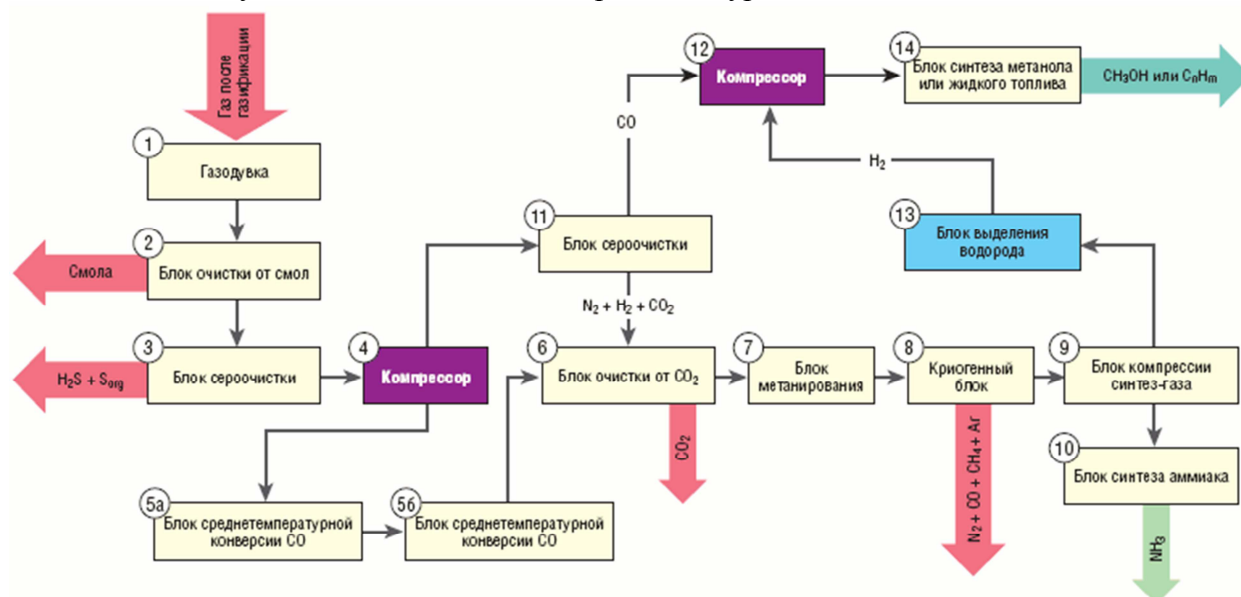 Газ после
газификации
1
Газодувка
2
Блок очистки от смол
Смола
3
Блок сероочистки
H₂S + Sorg
4
Компрессор
5а
Блок среднетемпературной
конверсии CO
5б
Блок среднетемпературной
конверсии CO
11
Блок сероочистки
CO
N₂ + H₂ + CO₂
6
Блок очистки от CO₂
CO₂
7
Блок
метанирования
8
Криогенный
блок
N₂ + CO + CH₄ + Ar
9
Блок компрессии
синтез-газа
10
Блок синтеза аммиака
NH₃
12
Компрессор
H₂
13
Блок выделения
водорода
14
Блок синтеза метанола
или жидкого топлива
CH₃OH или CnHm